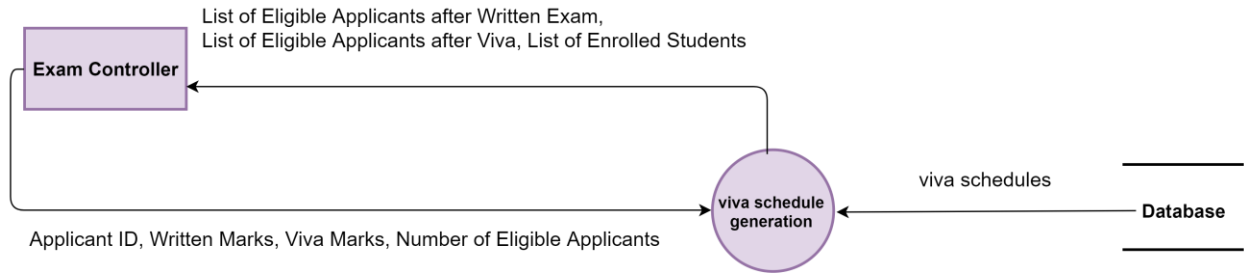 List of Eligible Applicants after Written Exam,
List of Eligible Applicants after Viva, List of Enrolled Students
Exam Controller
viva schedules
viva schedule
generation
Database
Applicant ID, Written Marks, Viva Marks, Number of Eligible Applicants